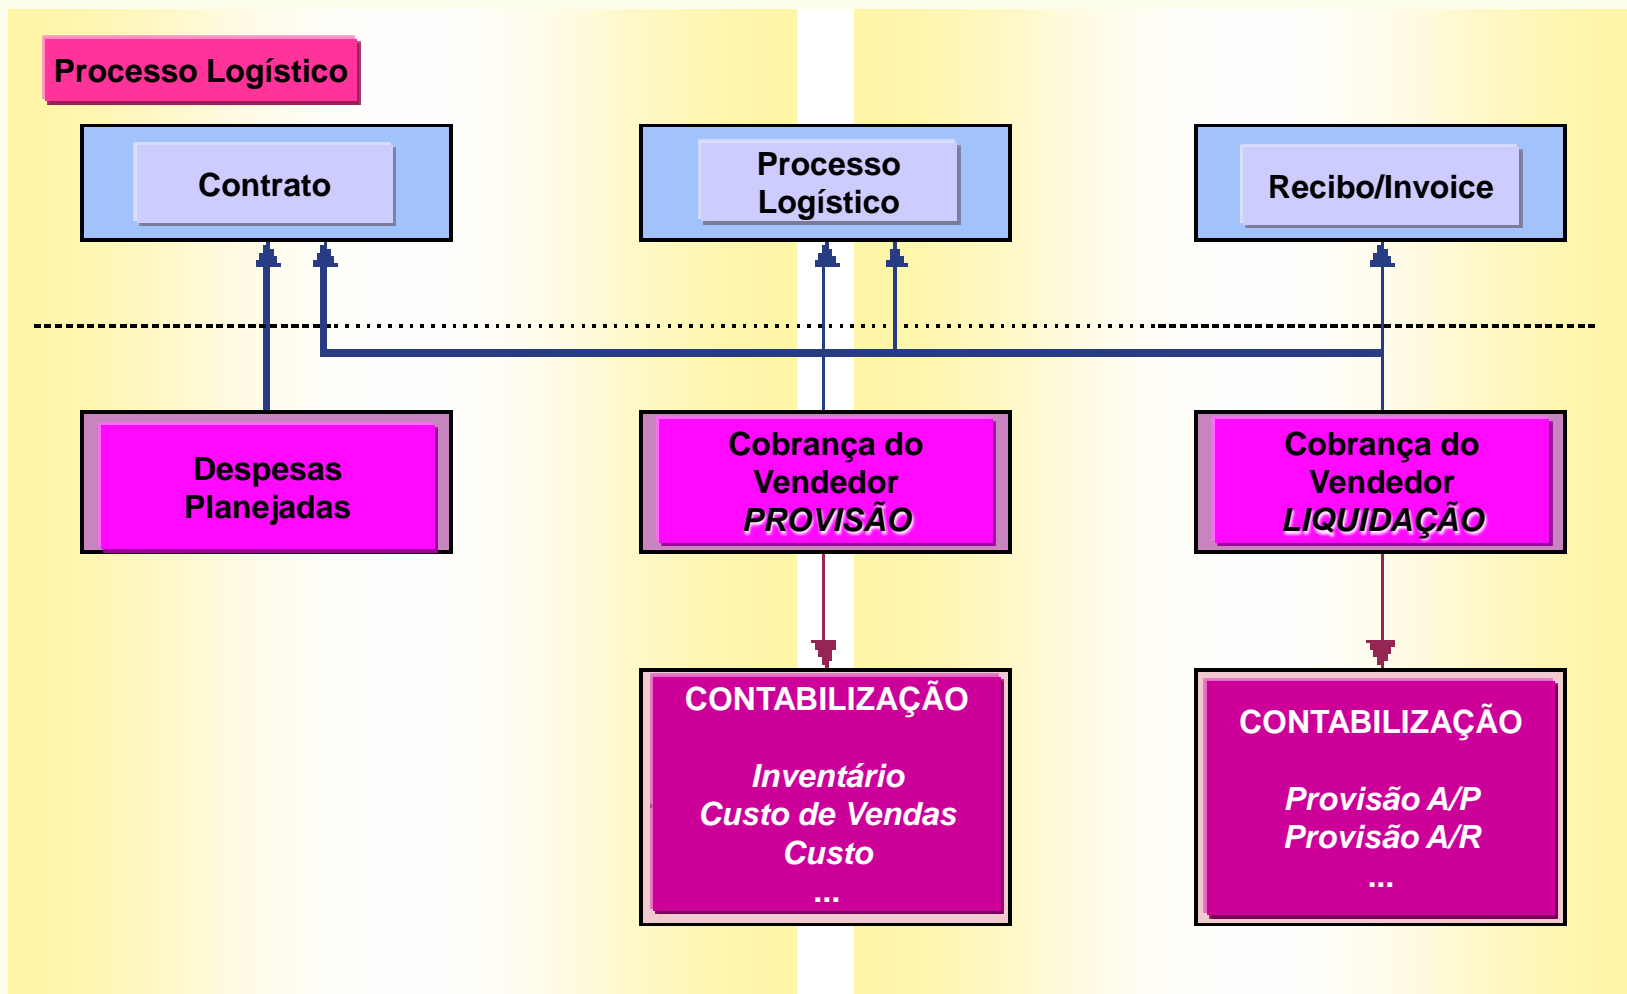 Processo Logístico
Contrato
Processo
Logístico
Recibo/Invoice
Despesas
Planejadas
Cobrança do
Vendedor
PROVISÃO
Cobrança do
Vendedor
LIQUIDAÇÃO
CONTABILIZAÇÃO
Inventário
Custo de Vendas
Custo
...
CONTABILIZAÇÃO
Provisão A/P
Provisão A/R
...